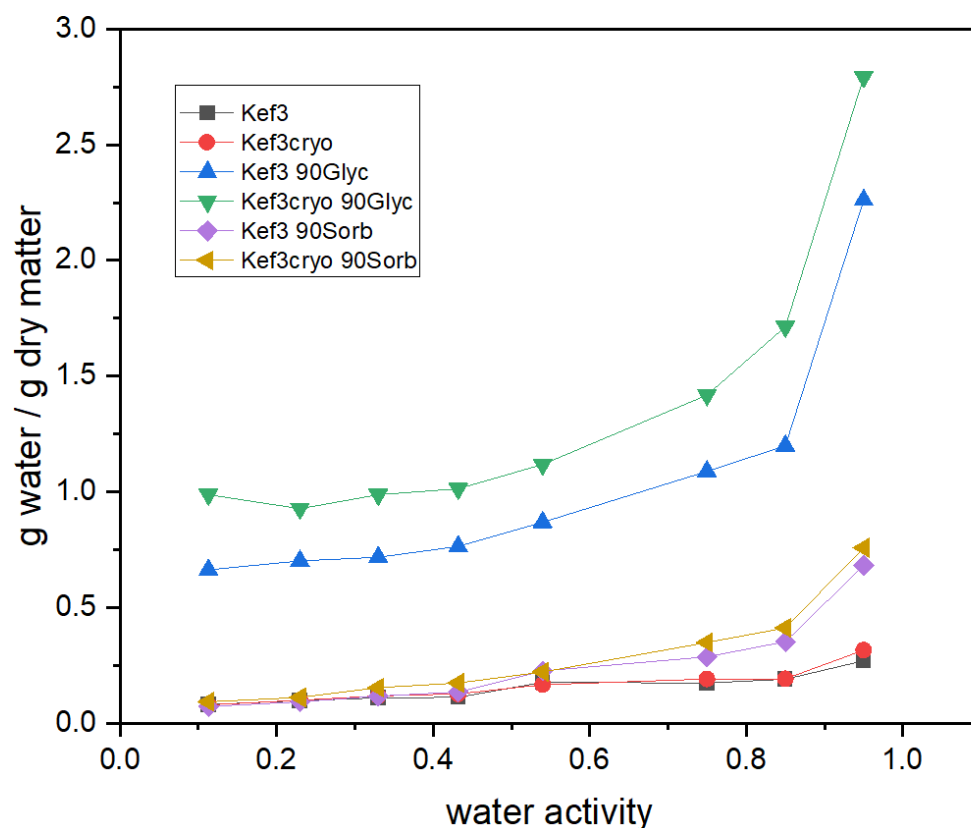 3.0
2.5
2.0
1.5
1.0
0.5
0.0
g water / g dry matter
Kef3
Kef3cryo
Kef3 90Glyc
Kef3cryo 90Glyc
Kef3 90Sorb
Kef3cryo 90Sorb
0.0 0.2 0.4 0.6 0.8 1.0
water activity